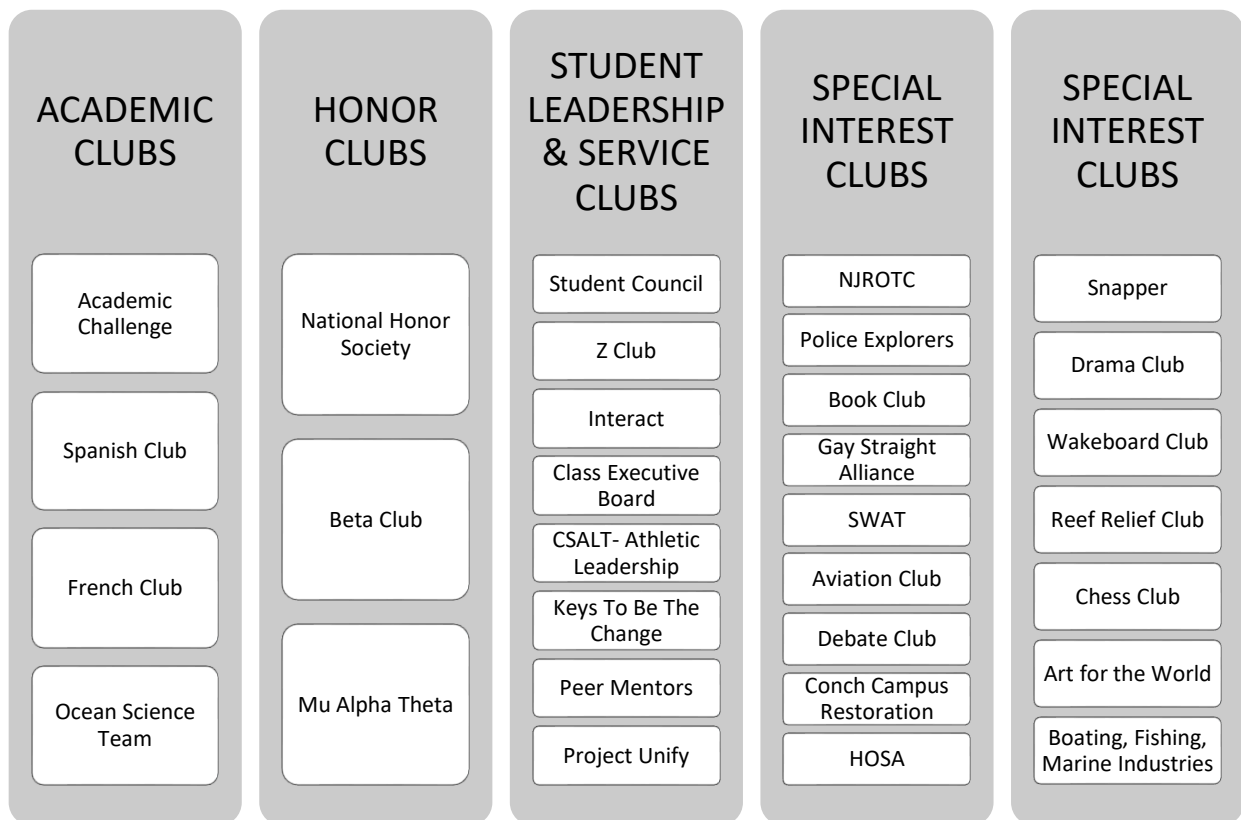 ACADEMIC
CLUBS
Academic
Challenge
Spanish Club
French Club
Ocean Science
Team
HONOR
CLUBS
National Honor
Society
Beta Club
Mu Alpha Theta
STUDENT
LEADERSHIP
& SERVICE
CLUBS
Student Council
Z Club
Interact
Class Executive
Board
CSALT- Athletic
Leadership
Keys To Be The
Change
Peer Mentors
Project Unify
SPECIAL
INTEREST
CLUBS
NJROTC
Police Explorers
Book Club
Gay Straight
Alliance
SWAT
Aviation Club
Debate Club
Conch Campus
Restoration
HOSA
SPECIAL
INTEREST
CLUBS
Snapper
Drama Club
Wakeboard Club
Reef Relief Club
Chess Club
Art for the World
Boating, Fishing,
Marine Industries